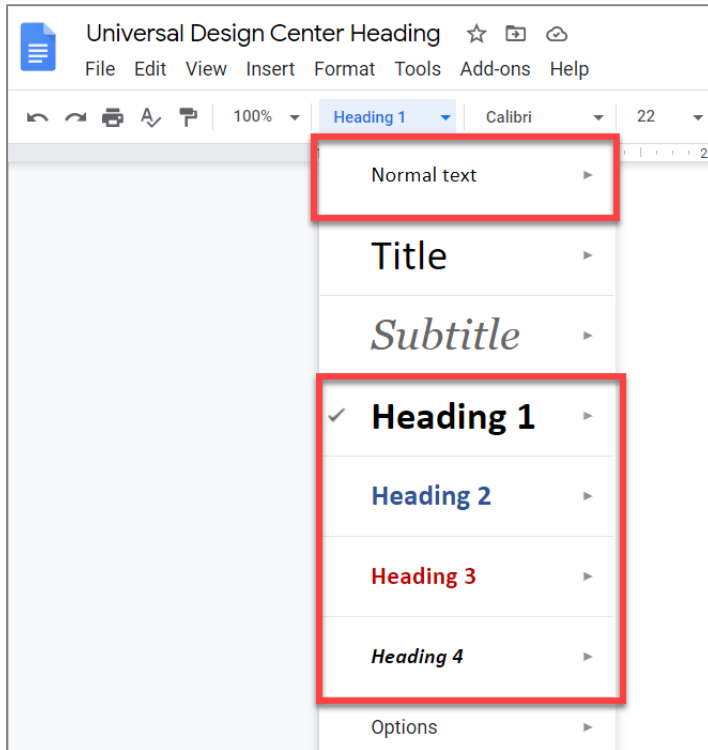 Universal Design Center Heading
File Edit View Insert Format Tools Add-ons Help
100% Heading 1 Calibri 22
2
Normal text
Title
Subtitle
Heading 1
Heading 2
Heading 3
Heading 4
Options